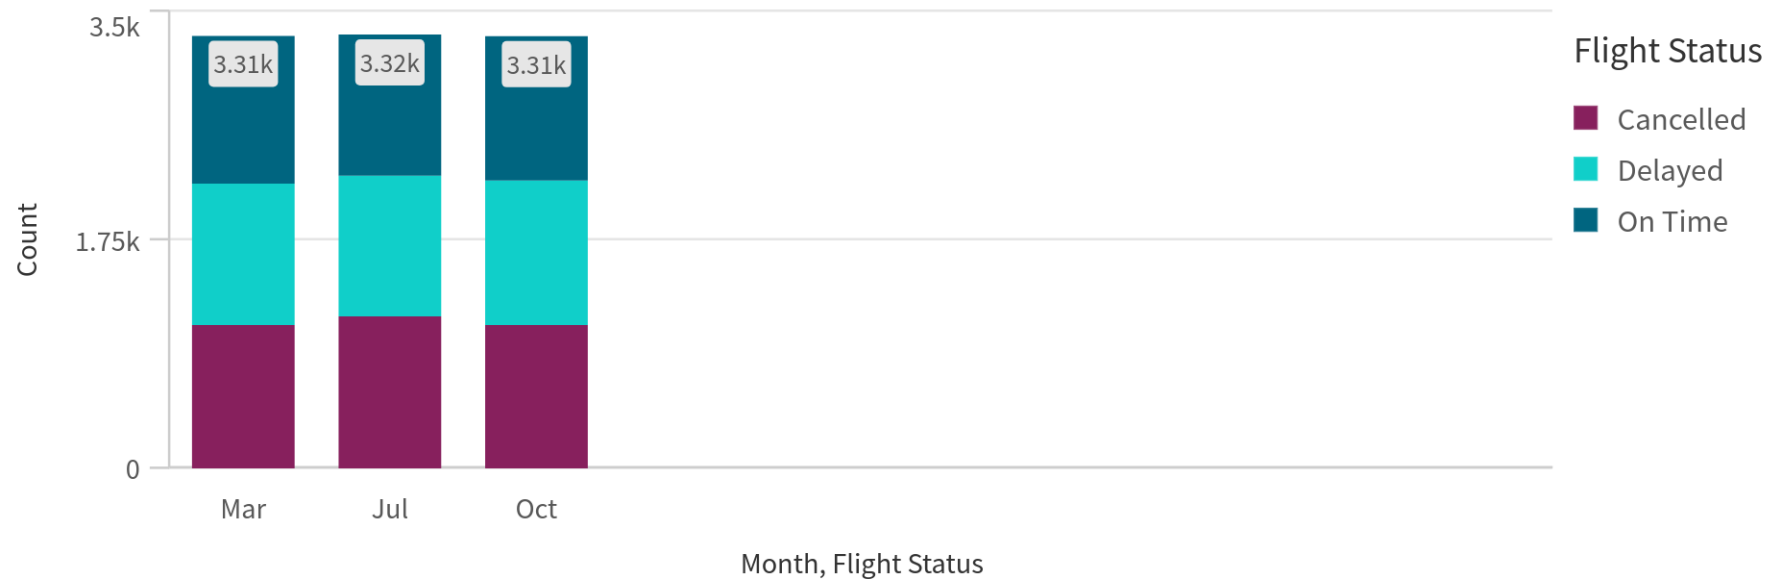 3.5k
1.75k
0
Count
3.31k
3.32k
3.31k
Mar
Jul
Oct
Month, Flight Status
Flight Status
Cancelled
Delayed
On Time